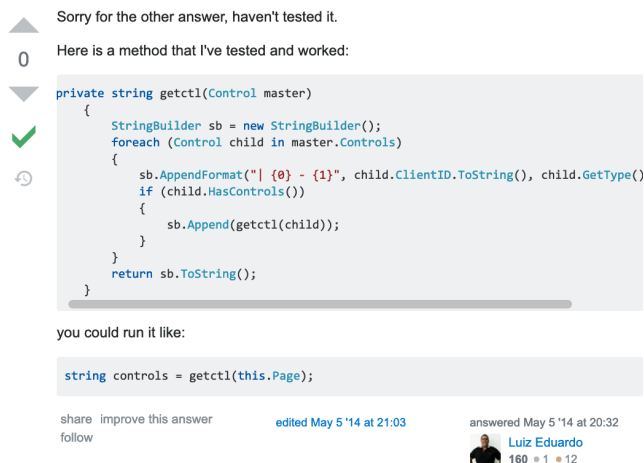 Sorry for the other answer, haven't tested it.
0
Here is a method that I've tested and worked:
private string getctl(Control master)
{
StringBuilder sb = new StringBuilder();
foreach (Control child in master.Controls)
{
sb.AppendFormat("| {0} - {1}", child.ClientID.ToString(), child.GetType()
if (child.HasControls())
{
sb.Append(getctl(child));
}
}
return sb.ToString();
}
you could run it like:
string controls = getctl(this.Page);
share improve this answer edited May 5 '14 at 21:03 answered May 5 '14 at 20:32
follow
Luiz Eduardo
160 1 12